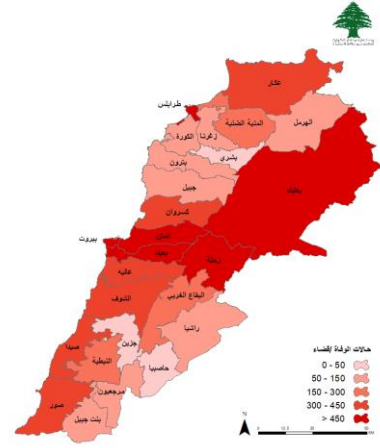 عكار
طرابلس
المنية الضنية
الهرمل
زغرتا
الكورة
بشري
بترون
بعلبك
جبيل
كسروان
المتن
بيروت
بعبدا
زحلة
عاليه
البقاع الغربي
الشوف
راشيا
جزين
صيدا
حاصبيا
النبطية
مرجعيون
صور
بنت جبيل
حالات الوفاة /قضاء
0 - 50
50 - 150
150 - 300
300 - 450
> 450
N